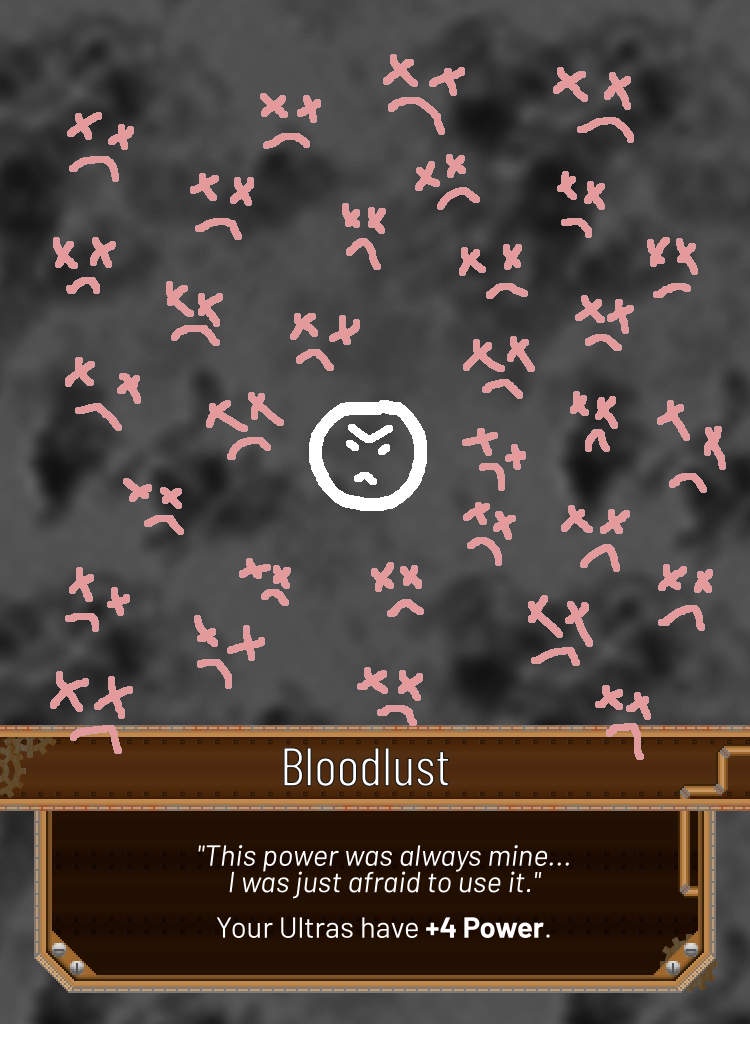 Bloodlust
"This power was always mine...
I was just afraid to use it."
Your Ultras have +4 Power.